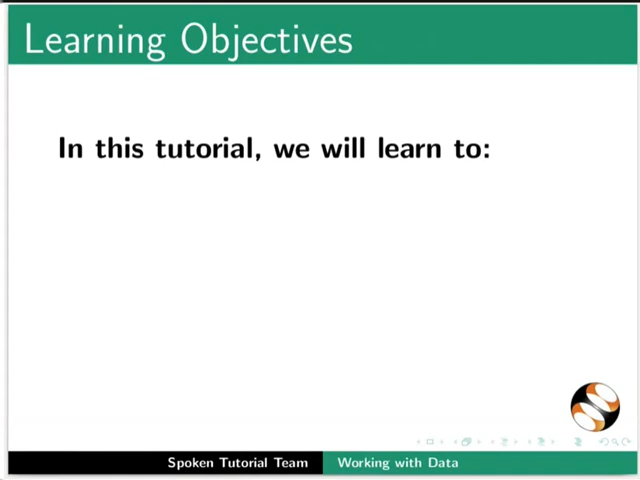 Learning Objectives
In this tutorial, we will learn to:
Spoken Tutorial Team
Working with Data